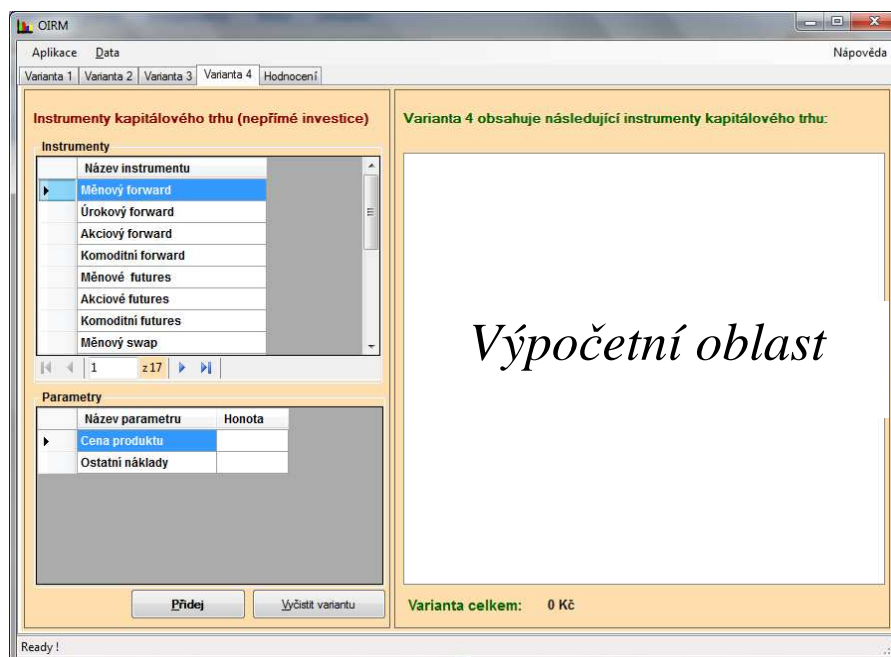 OIRM
Aplikace Data Nápověda
Varianta 1 Varianta 2 Varianta 3 Varianta 4 Hodnocení
Instrumenty kapitálového trhu (nepřímé investice)
Instrumenty
Název instrumentu
Měnový forward
Úrokový forward
Akciový forward
Komoditní forward
Měnové futures
Akciové futures
Komoditní futures
Měnový swap
1 z 17
Parametry
Název parametru Honota
Cena produktu
Ostatní náklady
Přidej Vyčistit variantu
Varianta 4 obsahuje následující instrumenty kapitálového trhu:
Výpočetní oblast
Varianta celkem: 0 Kč
Ready !